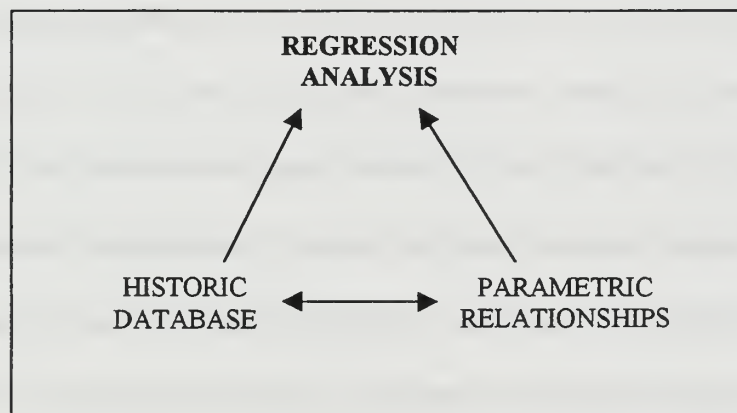 REGRESSION
ANALYSIS
HISTORIC
DATABASE
PARAMETRIC
RELATIONSHIPS